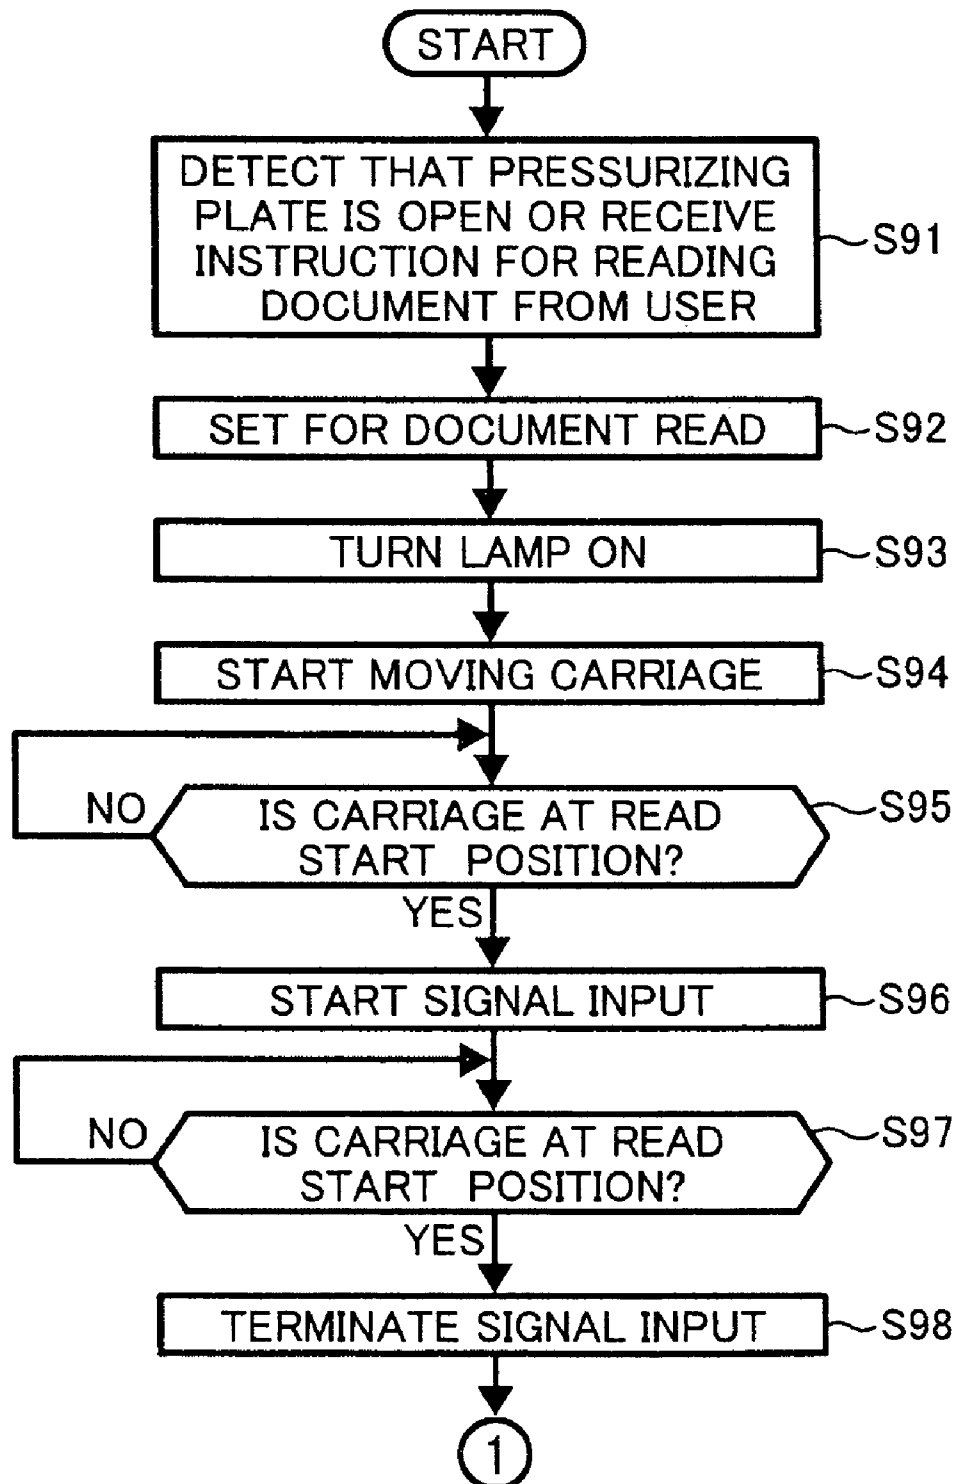 START
DETECT THAT PRESSURIZING
PLATE IS OPEN OR RECEIVE
INSTRUCTION FOR READING
DOCUMENT FROM USER
S91
SET FOR DOCUMENT READ
S92
TURN LAMP ON
S93
START MOVING CARRIAGE
S94
NO
IS CARRIAGE AT READ
START POSITION?
S95
YES
START SIGNAL INPUT
S96
NO
IS CARRIAGE AT READ
START POSITION?
S97
YES
TERMINATE SIGNAL INPUT
S98
1